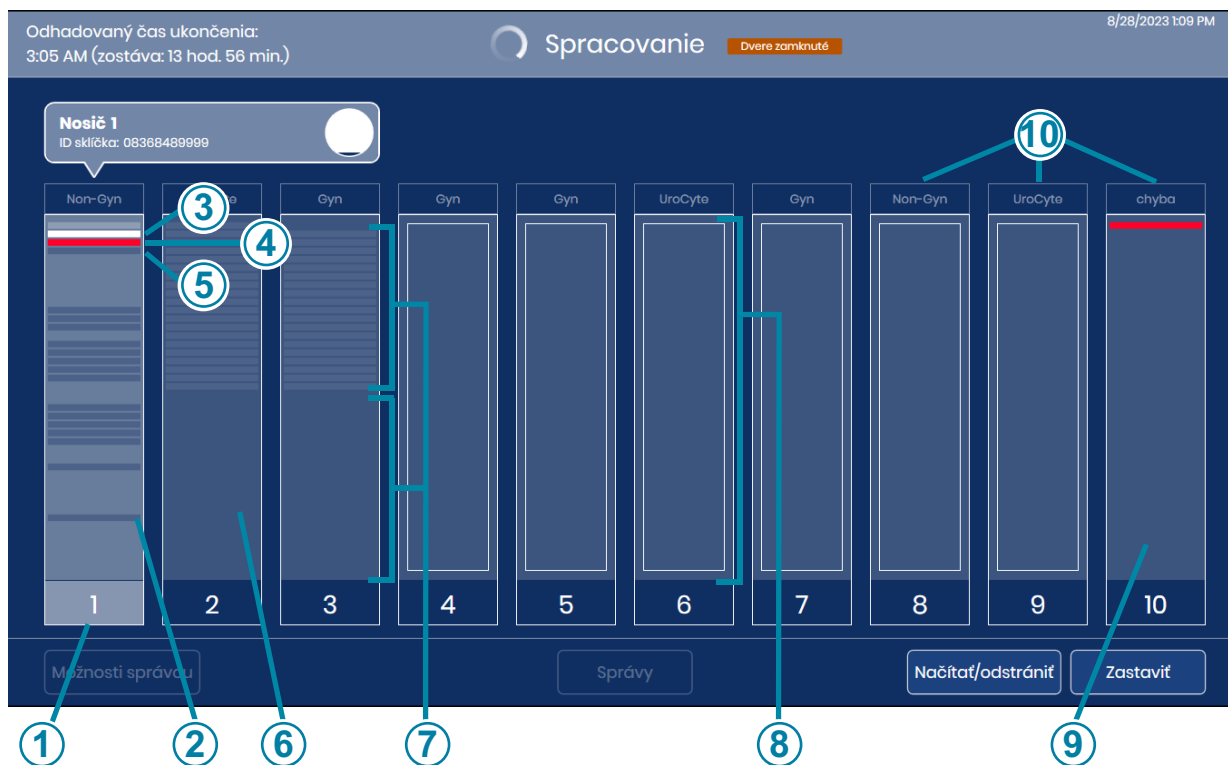 8/28/2023 1:09 PM
Odhadovaný čas ukončenia:
3:05 AM (zostáva: 13 hod. 56 min.)
Spracovanie
Dvere zamknuté
Nosič 1
ID sklíčka: 08368489999
10
Non-Gyn
Gyn
Gyn
Gyn
UroCyte
Gyn
Non-Gyn
UroCyte
chyba
3
4
5
1
2
3
4
5
6
7
8
9
10
Možnosti správou
Správy
Načítať/odstrániť
Zastaviť
1
2
6
7
8
9